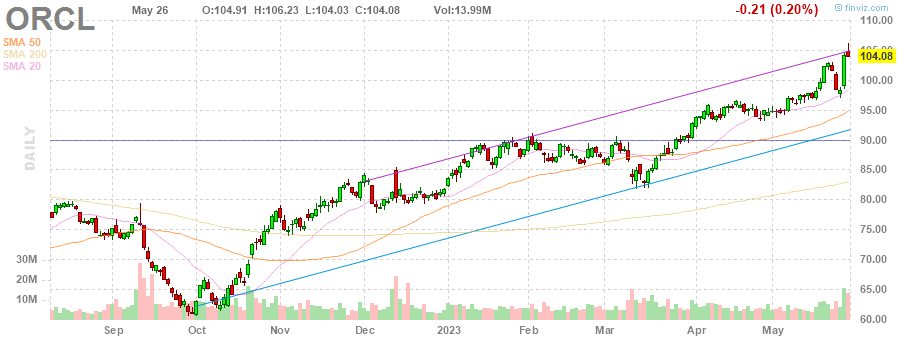 ORCL May 26 O:104.91 H:106.23 L:104.03 C:104.08 Vol:13.99M -0.21 (0.20%) finviz.com
SMA 50
SMA 200
SMA 20
DAILY
110.00
105.00
104.08
100.00
95.00
90.00
85.00
80.00
75.00
70.00
65.00
60.00
30M
20M
10M
Sep Oct Nov Dec 2023 Feb Mar Apr May